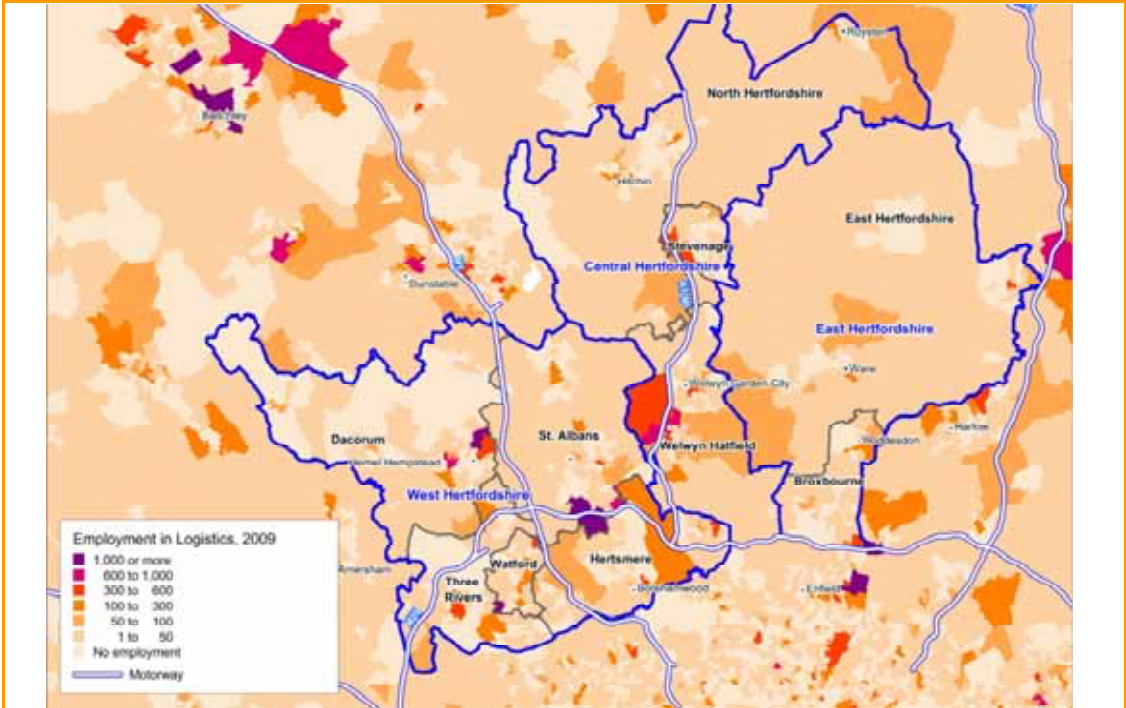 Royston
North Hertfordshire
Bletchley
Hitchin
East Hertfordshire
Stevenage
Central Hertfordshire
Dunstable
East Hertfordshire
Ware
Welwyn Garden City
Dacorum
St. Albans
Welwyn Hatfield
Hoddesdon
Harlow
Hemel Hempstead
Broxbourne
West Hertfordshire
Employment in Logistics, 2009
1,000 or more
600 to 1,000
300 to 600
100 to 300
50 to 100
1 to 50
No employment
Motorway
Amersham
Watford
Hertsmere
Three
Rivers
Borehamwood
Enfield